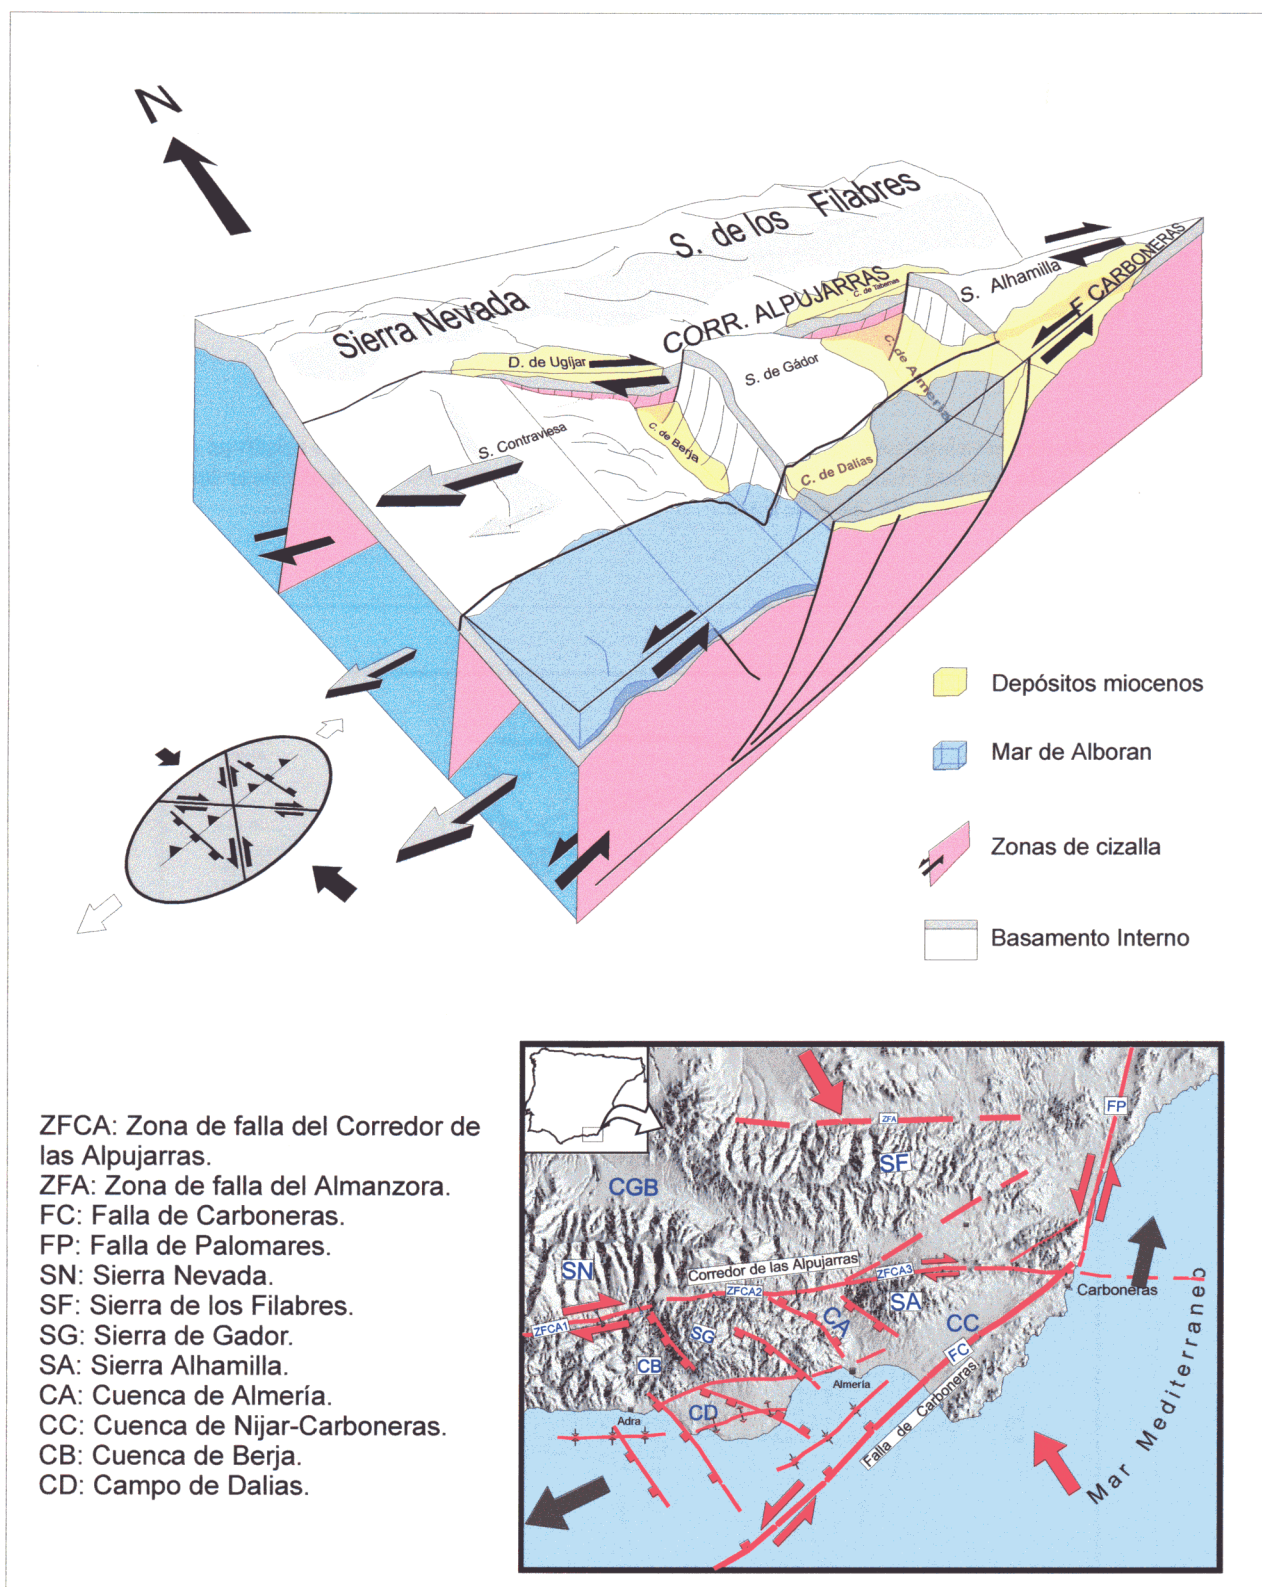 N
S. de los Filabres
Sierra Nevada
CORR. ALPUJARRAS
C. de Tabernas
S. Alhamilla
F CARBONERAS
D. de Ugíjar
S. de Gádor
C. de Almería
S. Contraviesa
C. de Berja
C. de Dalías
Depósitos miocenos
Mar de Alboran
Zonas de cizalla
Basamento Interno
ZFCA: Zona de falla del Corredor de
las Alpujarras.
ZFA: Zona de falla del Almanzora.
FC: Falla de Carboneras.
FP: Falla de Palomares.
SN: Sierra Nevada.
SF: Sierra de los Filabres.
SG: Sierra de Gador.
SA: Sierra Alhamilla.
CA: Cuenca de Almería.
CC: Cuenca de Nijar-Carboneras.
CB: Cuenca de Berja.
CD: Campo de Dalias.
FP
ZFA
SF
CGB
SN
Corredor de las Alpujarras
ZFCA3
ZFCA2
ZFCA1
Carboneras
SA
CC
CA
SG
FC
CB
Almería
CD
Adra
Falla de Carboneras
Mar Mediterraneo